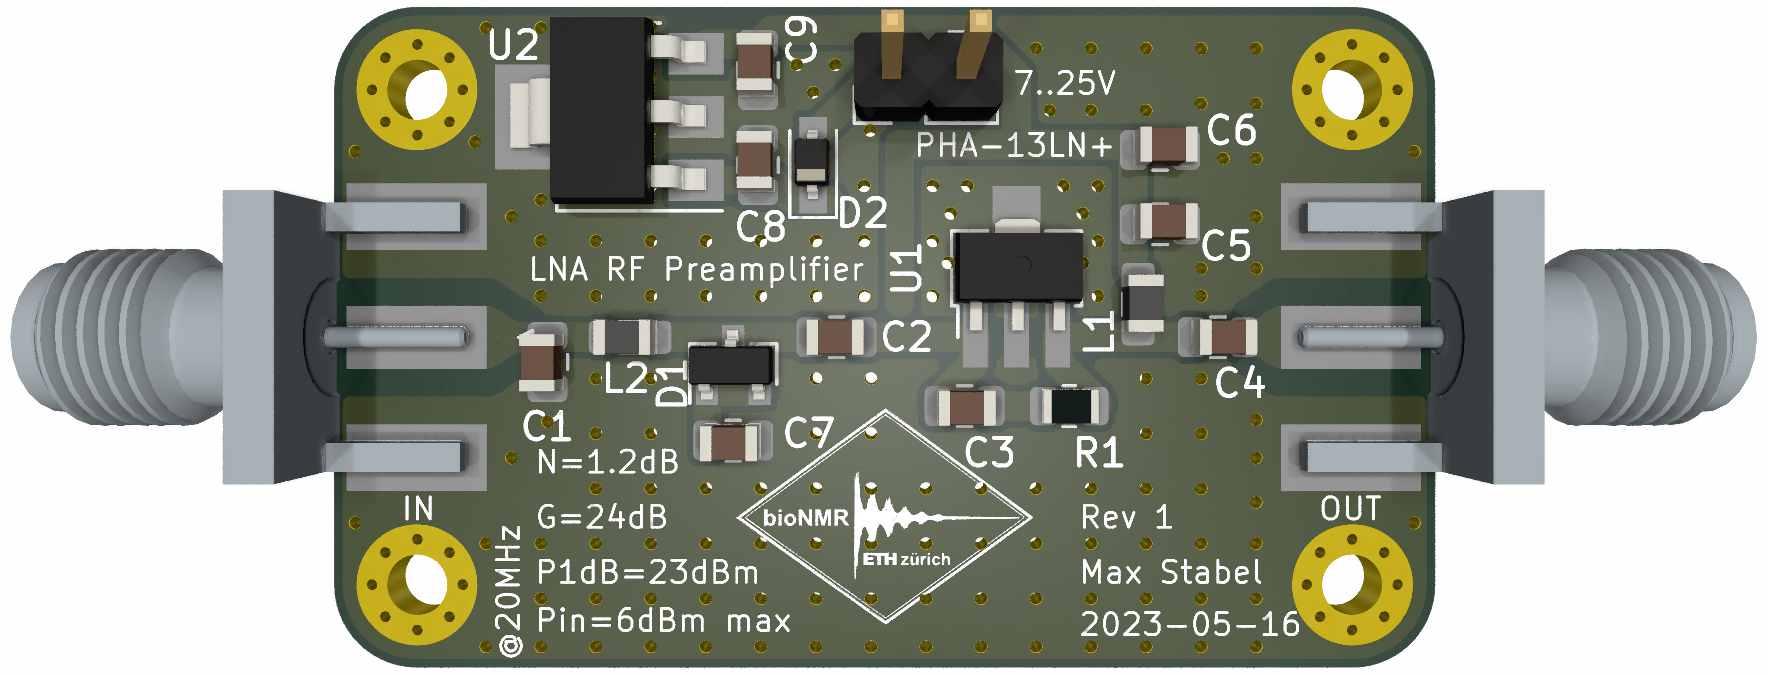 U2
C9
7..25V
PHA-13LN+
C6
C8
D2
C5
LNA RF Preamplifier
U1
L1
C2
L2
D1
C4
C1
C7
C3
R1
N=1.2dB
IN
G=24dB
bioNMR
ETH zürich
Rev 1
OUT
@20MHz
P1dB=23dBm
Max Stabel
Pin=6dBm max
2023-05-16